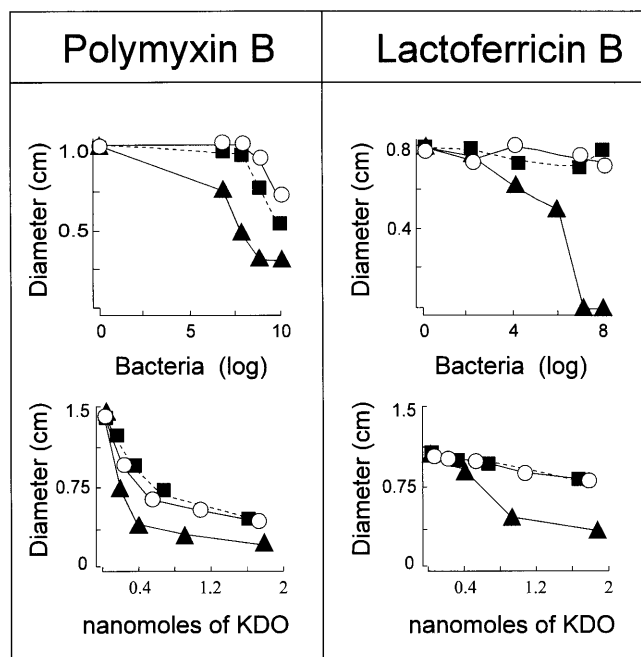 Polymyxin B
Lactoferricin B
Diameter (cm)
1.0
0.5
0
5
10
Bacteria (log)
Diameter (cm)
0.8
0.4
0
0
4
8
Bacteria (log)
Diameter (cm)
1.5
0.75
0
0.4
1.2
2
nanomoles of KDO
Diameter (cm)
1.5
0.75
0
0.4
1.2
2
nanomoles of KDO